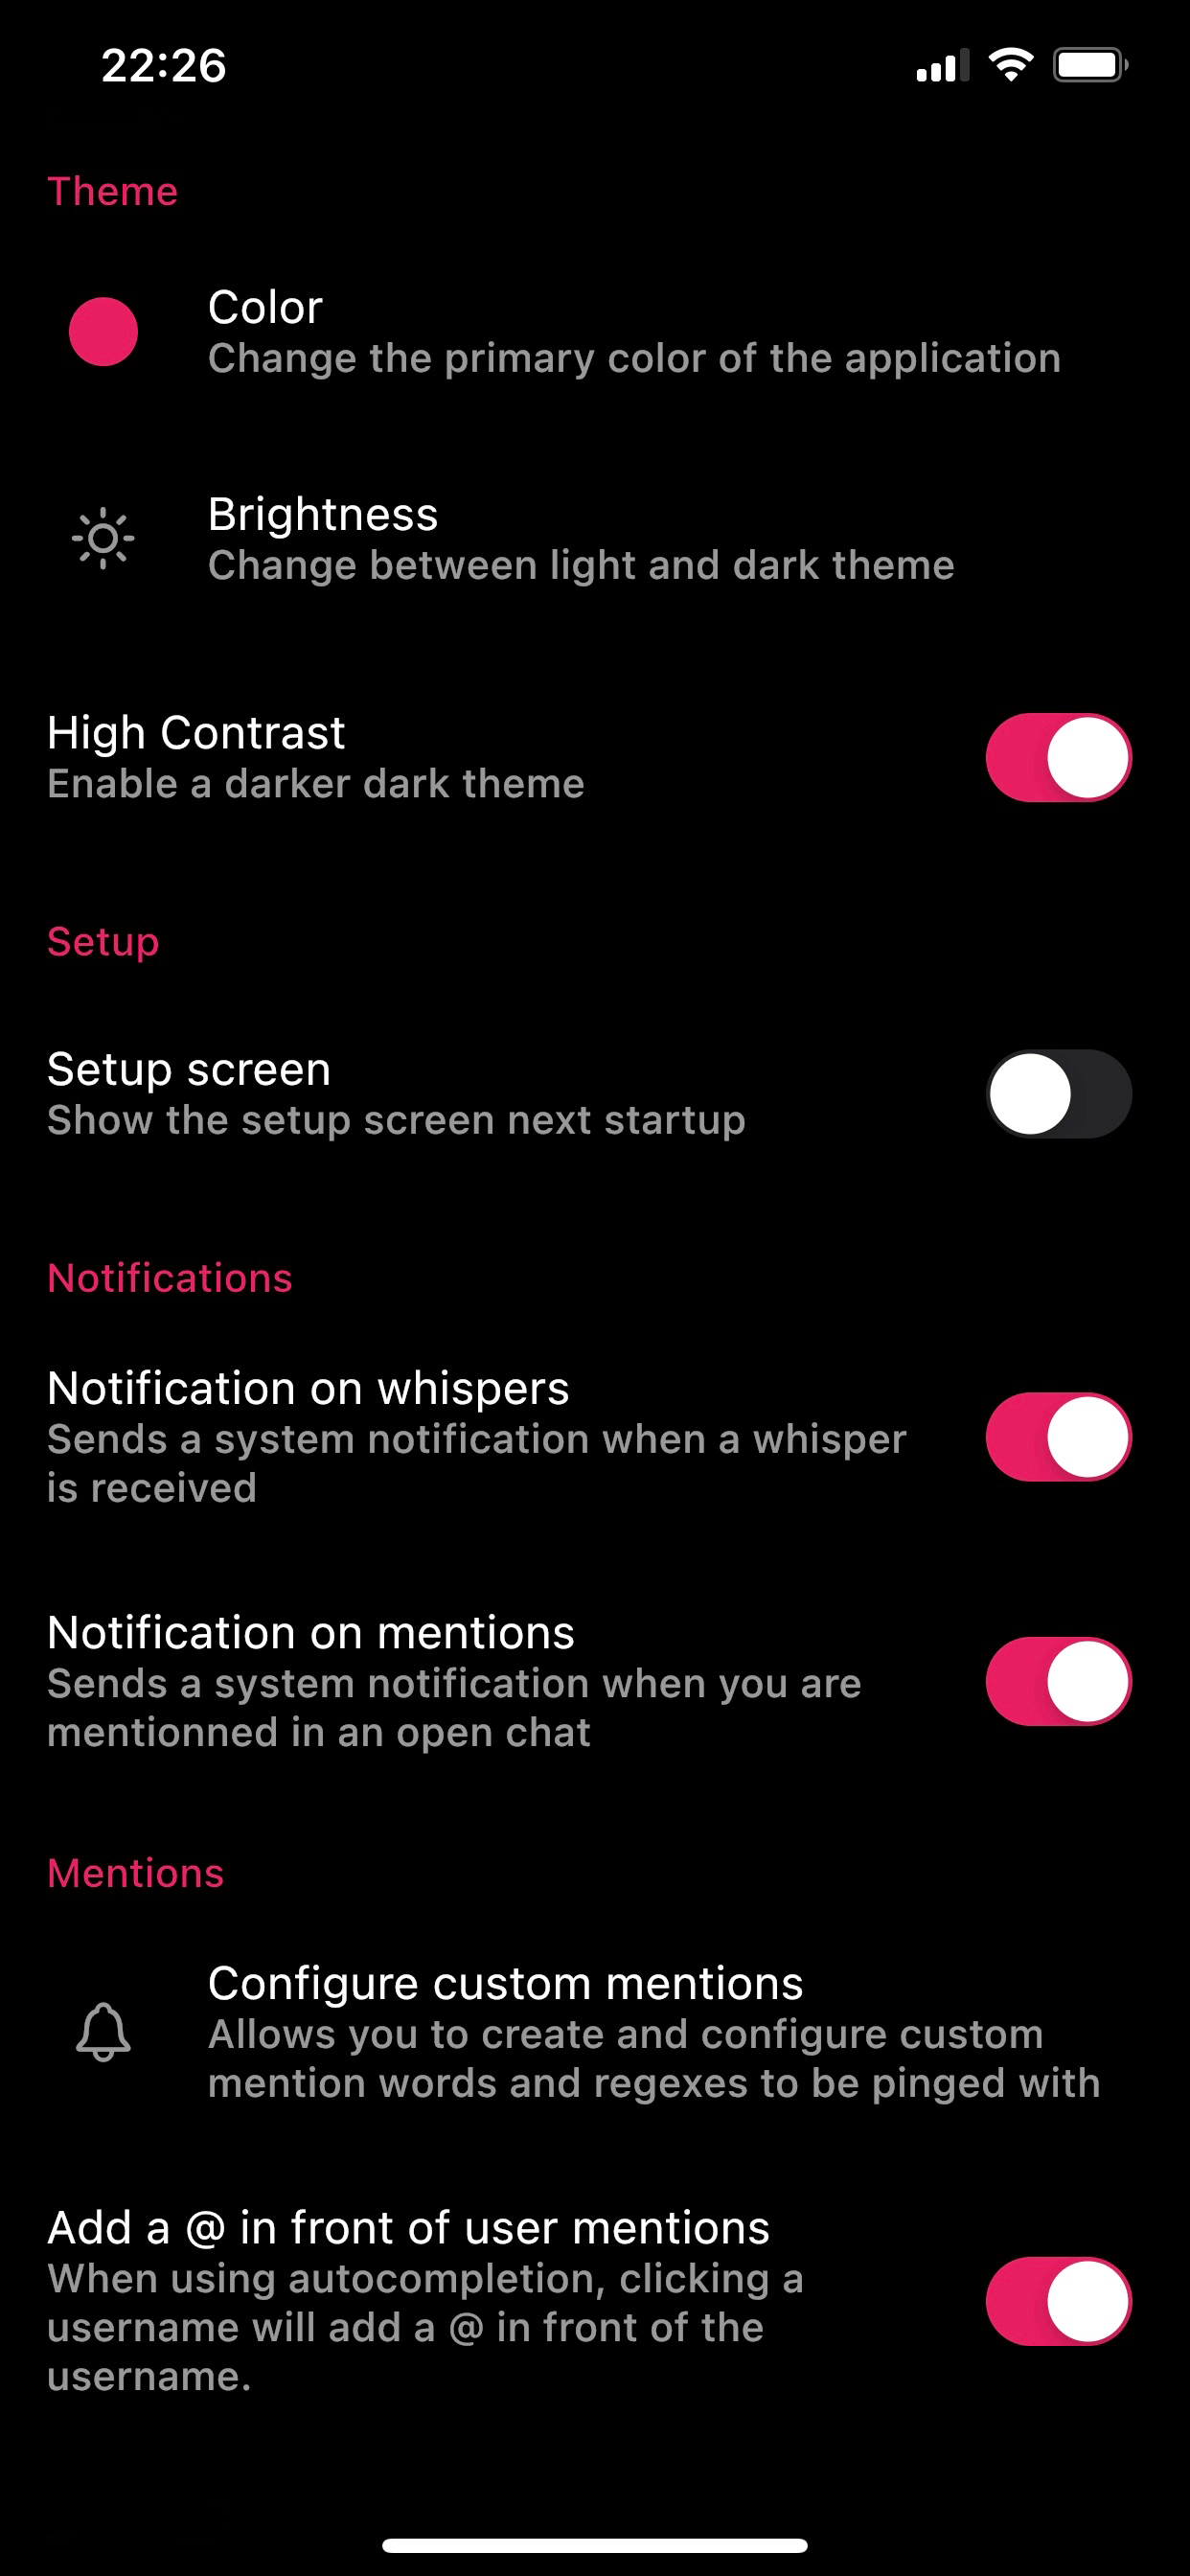 22:26
Theme
Color
Change the primary color of the application
Brightness
Change between light and dark theme
High Contrast
Enable a darker dark theme
Setup
Setup screen
Show the setup screen next startup
Notifications
Notification on whispers
Sends a system notification when a whisper
is received
Notification on mentions
Sends a system notification when you are
mentionned in an open chat
Mentions
Configure custom mentions
Allows you to create and configure custom
mention words and regexes to be pinged with
Add a @ in front of user mentions
When using autocompletion, clicking a
username will add a @ in front of the
username.